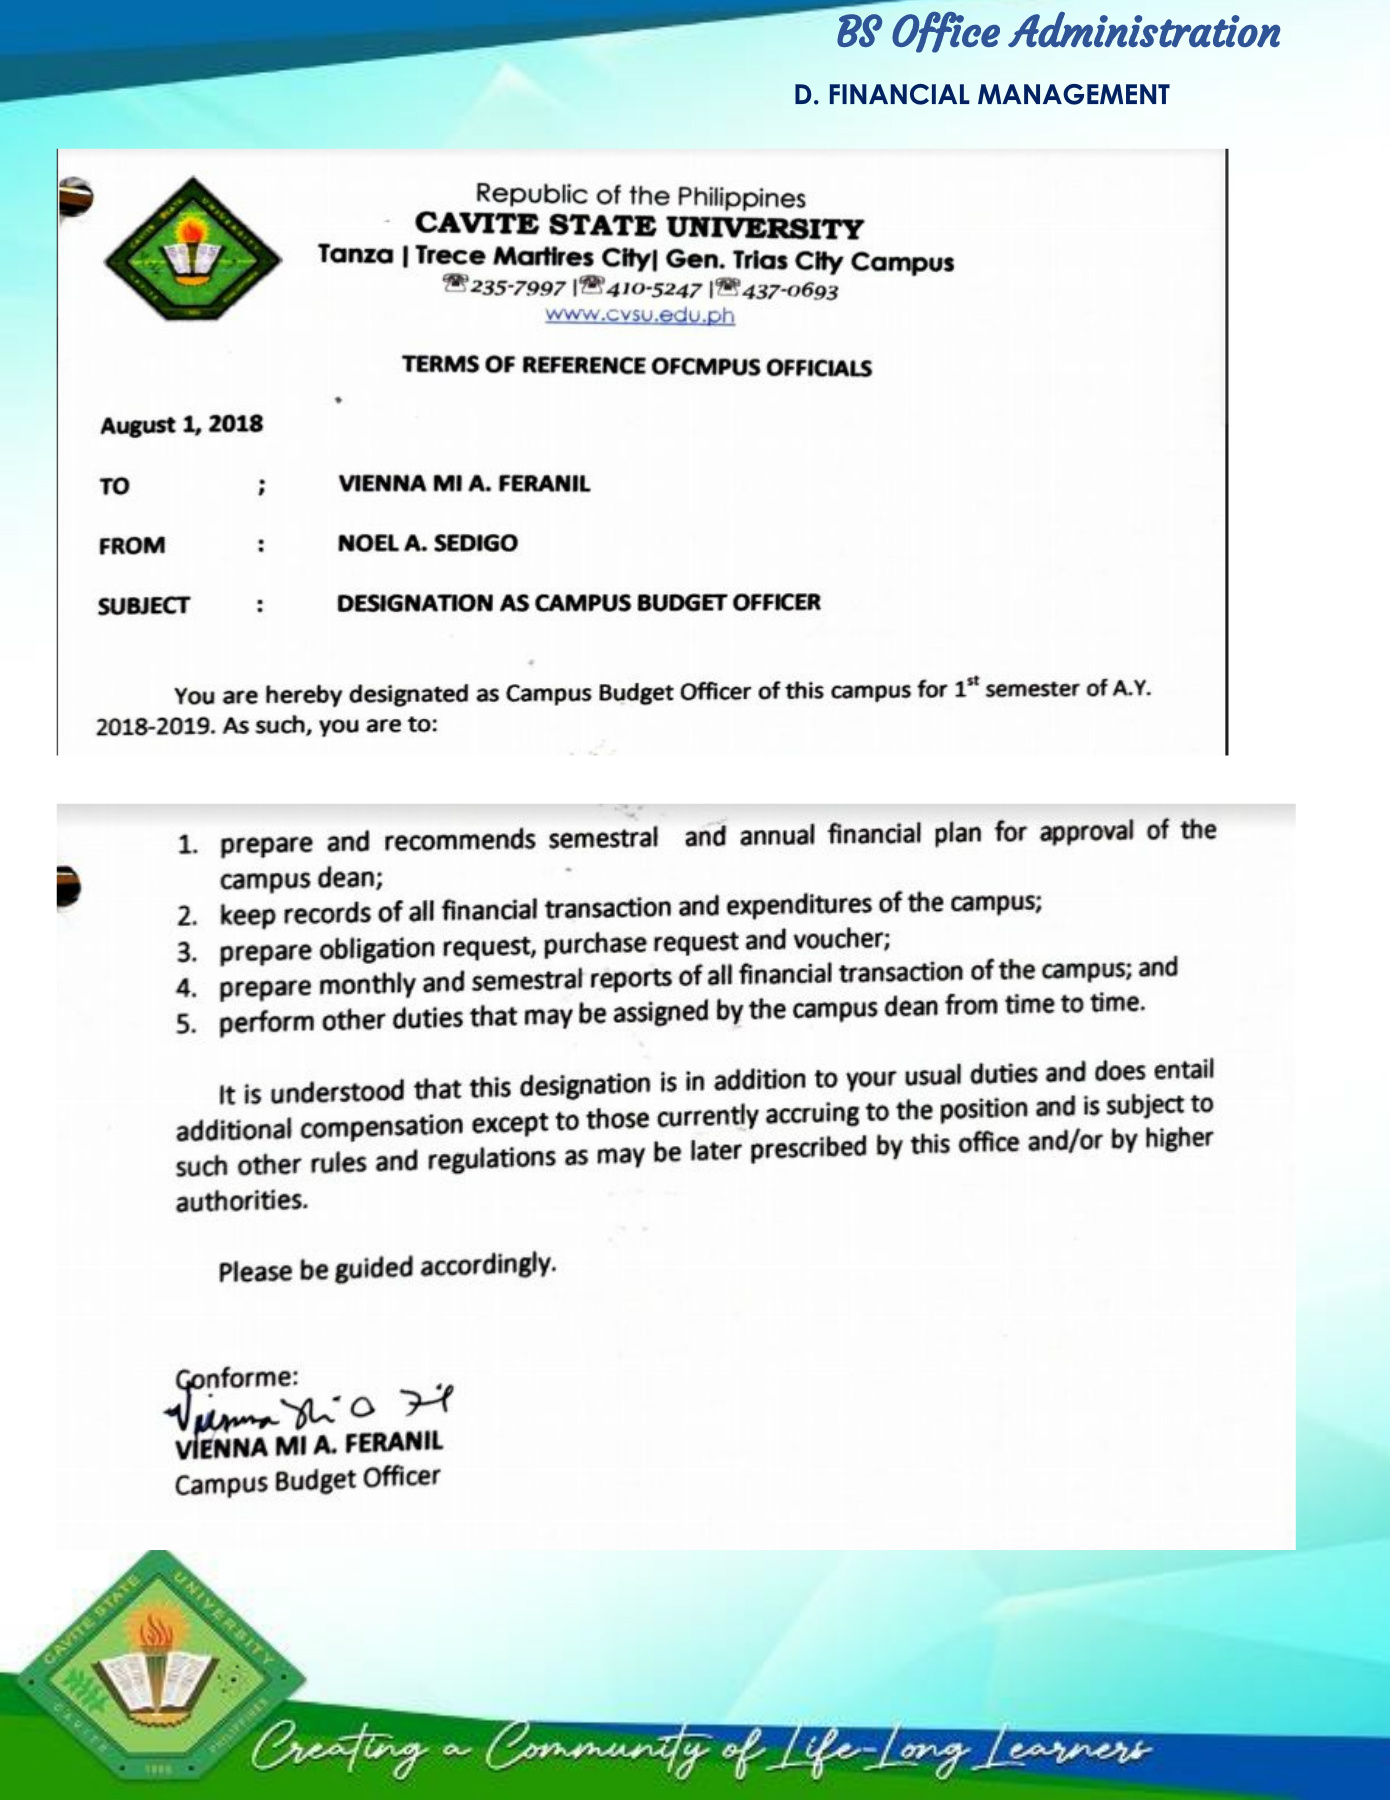 BS Office Administration
D. FINANCIAL MANAGEMENT
Republic of the Philippines
CAVITE STATE UNIVERSITY
Tanza | Trece Martires City| Gen. Trias City Campus
☎235-7997 |☎410-5247 |☎437-0693
www.cvsu.edu.ph
TERMS OF REFERENCE OFCMPUS OFFICIALS
August 1, 2018
TO ; VIENNA MI A. FERANIL
FROM : NOEL A. SEDIGO
SUBJECT : DESIGNATION AS CAMPUS BUDGET OFFICER
You are hereby designated as Campus Budget Officer of this campus for 1st semester of A.Y.
2018-2019. As such, you are to:
1. prepare and recommends semestral and annual financial plan for approval of the
campus dean;
2. keep records of all financial transaction and expenditures of the campus;
3. prepare obligation request, purchase request and voucher;
4. prepare monthly and semestral reports of all financial transaction of the campus; and
5. perform other duties that may be assigned by the campus dean from time to time.
It is understood that this designation is in addition to your usual duties and does entail
additional compensation except to those currently accruing to the position and is subject to
such other rules and regulations as may be later prescribed by this office and/or by higher
authorities.
Please be guided accordingly.
Conforme:
VIENNA MI A. FERANIL
Campus Budget Officer
CAVITE STATE UNIVERSITY
CAVITE PHILIPPINES
1906
Creating a Community of Life-Long Learners